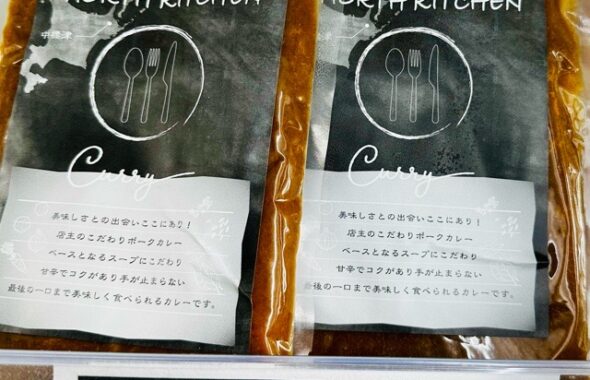 NORTH KITCHEN
中標津
Curry
美味しさとの出会いここにあり！
店主のこだわりポークカレー
ベースとなるスープにこだわり
甘辛でコクがあり手が止まらない
最後の一口まで美味しく食べられるカレーです。
NORTH KITCHEN
Curry
美味しさとの出会いここにあり！
店主のこだわりポークカレー
ベースとなるスープにこだわり
甘辛でコクがあり手が止まらない
最後の一口まで美味しく食べられるカレーです。